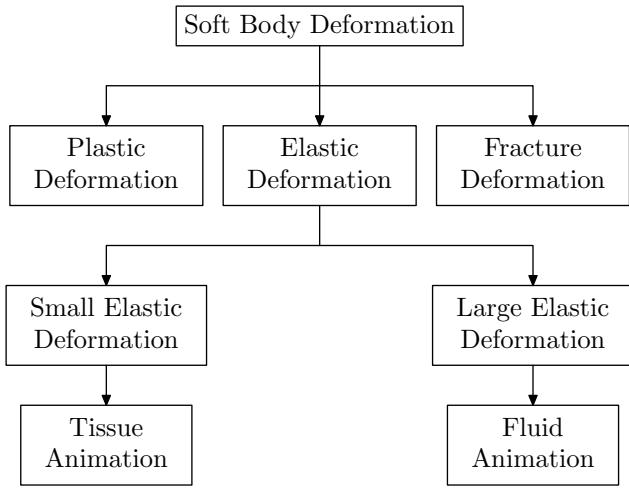 Soft Body Deformation
Plastic
Deformation
Elastic
Deformation
Fracture
Deformation
Small Elastic
Deformation
Large Elastic
Deformation
Tissue
Animation
Fluid
Animation